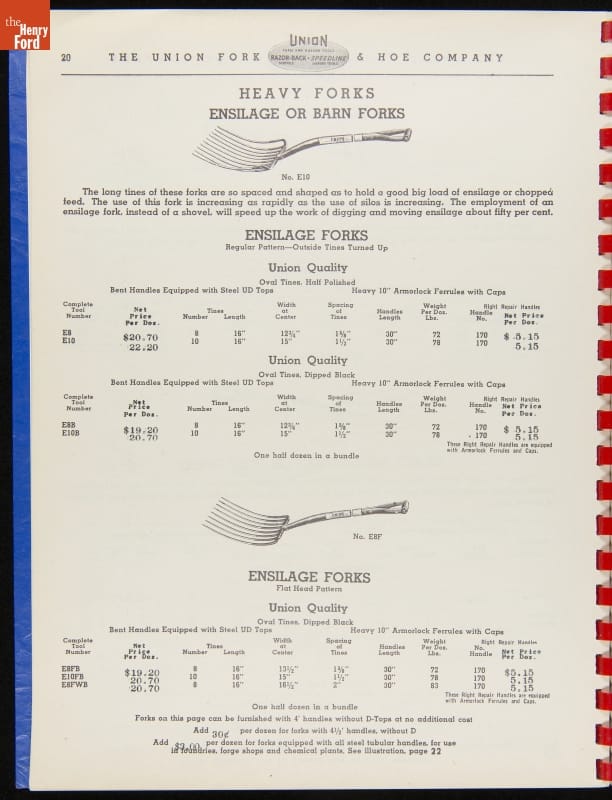 the
Henry
Ford
20 THE UNION FORK & HOE COMPANY
UNION
FORK AND GARDEN TOOLS
RAZOR-BACK • SPEEDLINE
SHOVELS GARDEN TOOLS
HEAVY FORKS
ENSILAGE OR BARN FORKS
No. E10
The long tines of these forks are so spaced and shaped as to hold a good big load of ensilage or chopped
feed. The use of this fork is increasing as rapidly as the use of silos is increasing. The employment of an
ensilage fork, instead of a shovel, will speed up the work of digging and moving ensilage about fifty per cent.
ENSILAGE FORKS
Regular Pattern—Outside Tines Turned Up
Union Quality
Oval Tines, Half Polished
Bent Handles Equipped with Steel UD Tops Heavy 10" Armorlock Ferrules with Caps
Complete Tool Number Net Price Per Doz. Tines Number Length Width at Center Spacing of Tines Handles Length Weight Per Doz. Lbs. Right Repair Handles Handle No. Net Price Per Doz.
E8 $20.70 8 16" 12¾" 1⅝" 30" 72 170 $ 5.15
E10 22.20 10 16" 15" 1½" 30" 78 170 5.15
Union Quality
Oval Tines, Dipped Black
Bent Handles Equipped with Steel UD Tops Heavy 10" Armorlock Ferrules with Caps
Complete Tool Number Net Price Per Doz. Tines Number Length Width at Center Spacing of Tines Handles Length Weight Per Doz. Lbs. Right Repair Handles Handle No. Net Price Per Doz.
E8B $19.20 8 16" 12¾" 1⅝" 30" 72 170 $ 5.15
E10B 20.70 10 16" 15" 1½" 30" 78 170 5.15
These Right Repair Handles are equipped
with Armorlock Ferrules and Caps.
One half dozen in a bundle
No. E8F
ENSILAGE FORKS
Flat Head Pattern
Union Quality
Oval Tines, Dipped Black
Bent Handles Equipped with Steel UD Tops Heavy 10" Armorlock Ferrules with Caps
Complete Tool Number Net Price Per Doz. Tines Number Length Width at Center Spacing of Tines Handles Length Weight Per Doz. Lbs. Right Repair Handles No. Handle Net Price Per Doz.
E8FB $19.20 8 16" 13½" 1⅝" 30" 72 170 $5.15
E10FB 20.70 10 16" 15" 1½" 30" 78 170 5.15
E8FWB 20.70 8 16" 16½" 2" 30" 83 170 5.15
These Right Repair Handles are equipped
with Armorlock Ferrules and Caps.
One half dozen in a bundle
Forks on this page can be furnished with 4' handles without D-Tops at no additional cost
Add 30¢ per dozen for forks with 4½' handles, without D
Add $3.00 per dozen for forks equipped with all steel tubular handles, for use
in foundries, forge shops and chemical plants. See illustration, page 22